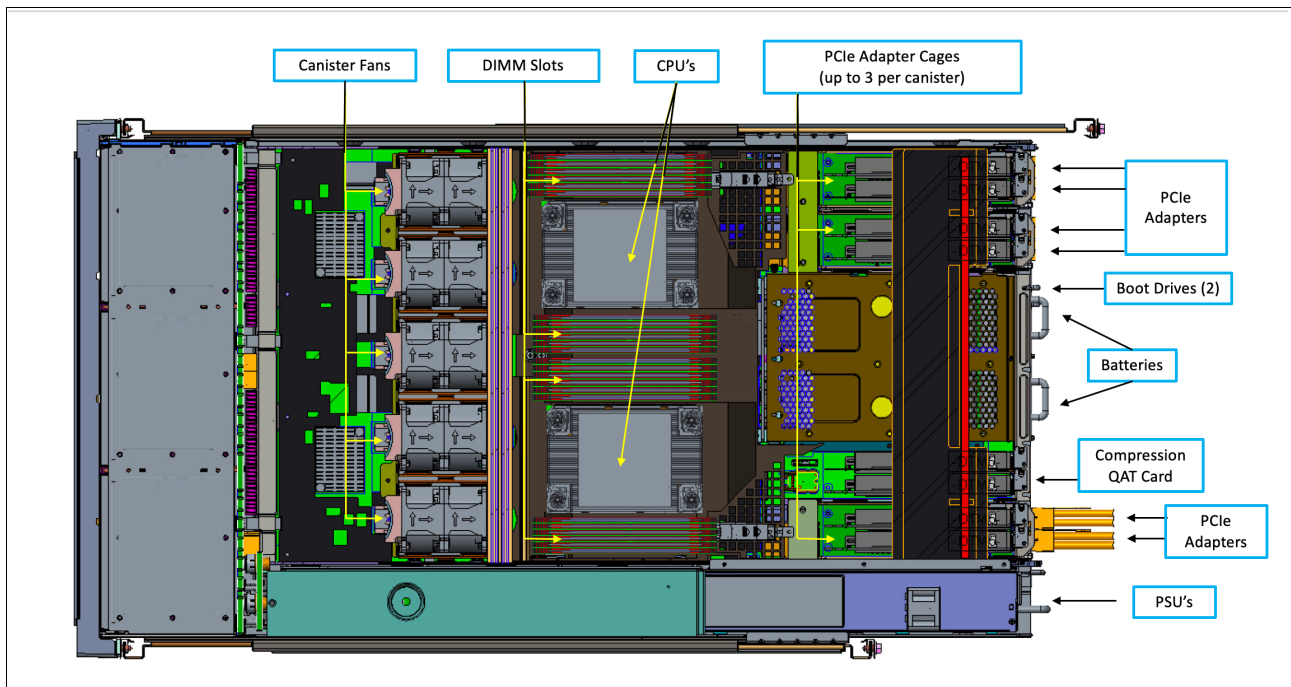 Canister Fans
DIMM Slots
CPU's
PCIe Adapter Cages
(up to 3 per canister)
PCIe
Adapters
Boot Drives (2)
Batteries
Compression
QAT Card
PCIe
Adapters
PSU's